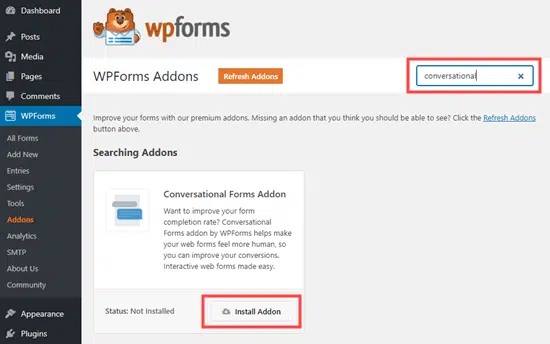 Dashboard
Posts
Media
Pages
Comments
WPForms
All Forms
Add New
Entries
Settings
Tools
Addons
Analytics
SMTP
About Us
Community
Appearance
Plugins
wpforms
WPForms Addons
Refresh Addons
conversational
Improve your forms with our premium addons. Missing an addon that you think you should be able to see? Click the Refresh Addons
button above.
Searching Addons
Conversational Forms Addon
Want to improve your form
completion rate? Conversational
Forms addon by WPForms helps make
your web forms feel more human, so
you can improve your conversions.
Interactive web forms made easy.
Status: Not Installed
Install Addon